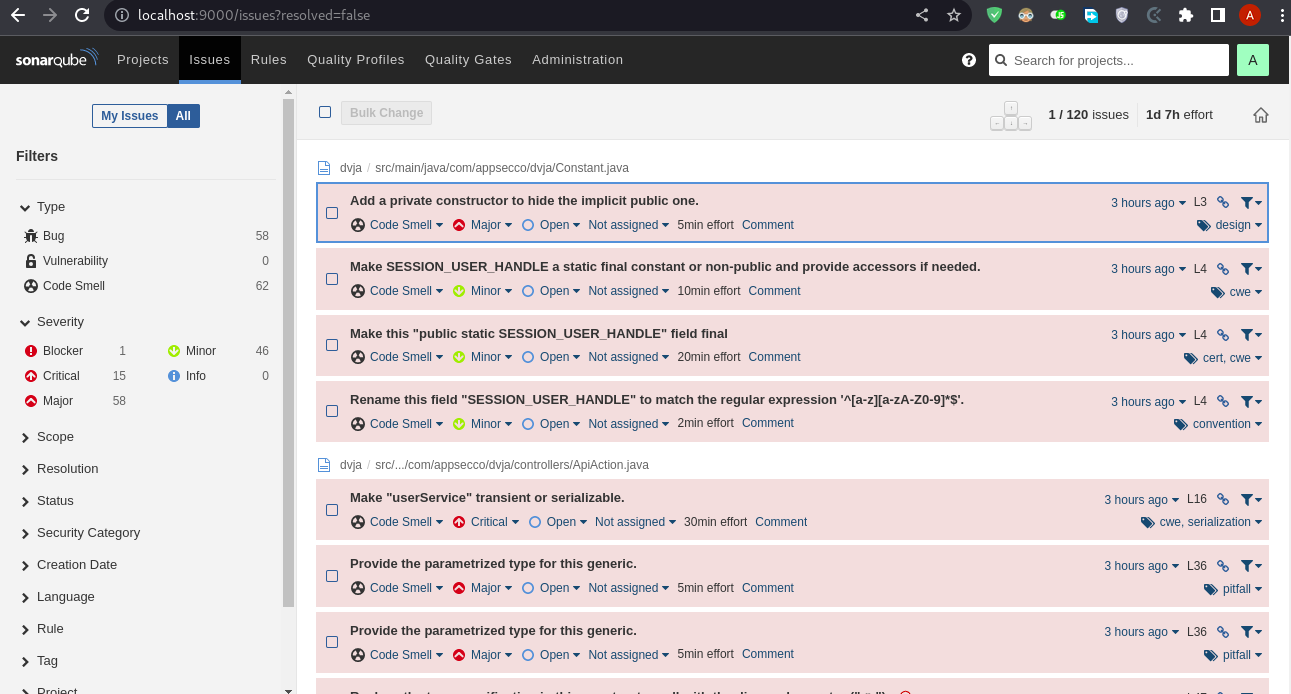 localhost:9000/issues?resolved=false
A
sonarqube Projects Issues Rules Quality Profiles Quality Gates Administration
Search for projects...
A
My Issues All
Bulk Change
1 / 120 issues 1d 7h effort
Filters
Type
Bug 58
Vulnerability 0
Code Smell 62
Severity
Blocker 1 Minor 46
Critical 15 Info 0
Major 58
Scope
Resolution
Status
Security Category
Creation Date
Language
Rule
Tag
Project
dvja / src/main/java/com/appsecco/dvja/Constant.java
Add a private constructor to hide the implicit public one. 3 hours ago L3
Code Smell Major Open Not assigned 5min effort Comment design
Make SESSION_USER_HANDLE a static final constant or non-public and provide accessors if needed. 3 hours ago L4
Code Smell Minor Open Not assigned 10min effort Comment cwe
Make this "public static SESSION_USER_HANDLE" field final 3 hours ago L4
Code Smell Minor Open Not assigned 20min effort Comment cert, cwe
Rename this field "SESSION_USER_HANDLE" to match the regular expression '^[a-z][a-zA-Z0-9]*$'. 3 hours ago L4
Code Smell Minor Open Not assigned 2min effort Comment convention
dvja / src/.../com/appsecco/dvja/controllers/ApiAction.java
Make "userService" transient or serializable. 3 hours ago L16
Code Smell Critical Open Not assigned 30min effort Comment cwe, serialization
Provide the parametrized type for this generic. 3 hours ago L36
Code Smell Major Open Not assigned 5min effort Comment pitfall
Provide the parametrized type for this generic. 3 hours ago L36
Code Smell Major Open Not assigned 5min effort Comment pitfall